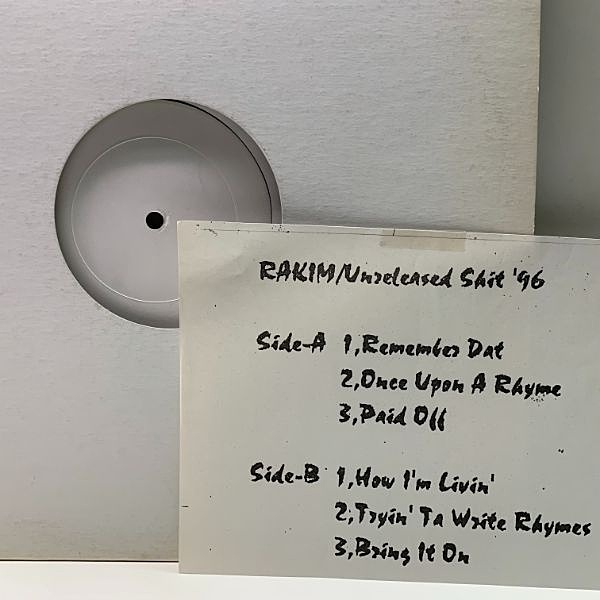 RAKIM/Unreleased Shit '96
Side-A 1,Remember Dat
2,Once Upon A Rhyme
3,Paid Off
Side-B 1,How I'm Livin'
2,Tryin' Ta Write Rhymes
3,Bring It On